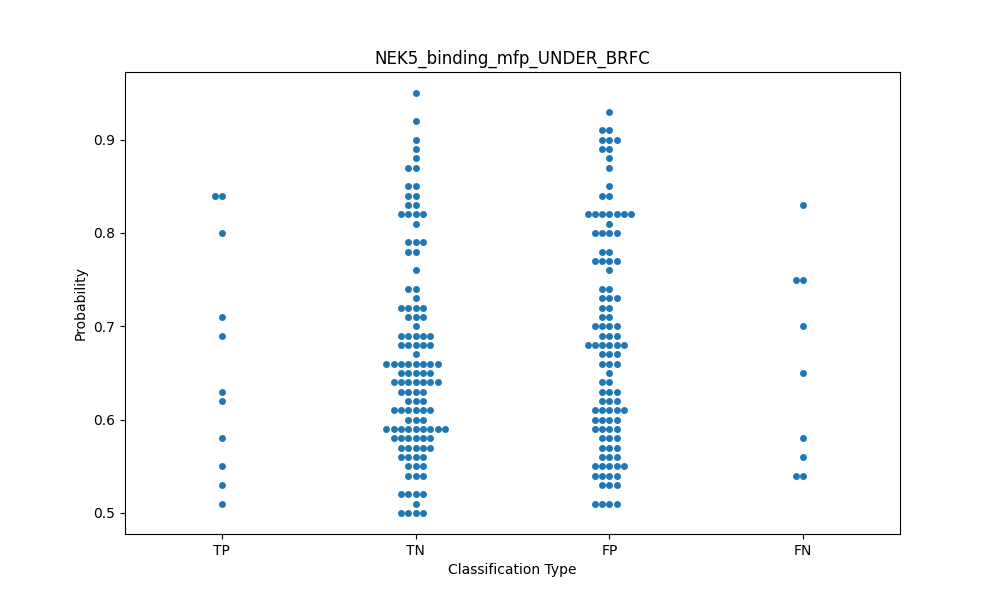 NEK5_binding_mfp_UNDER_BRFC
Probability
0.9
0.8
0.7
0.6
0.5
TP TN FP FN
Classification Type